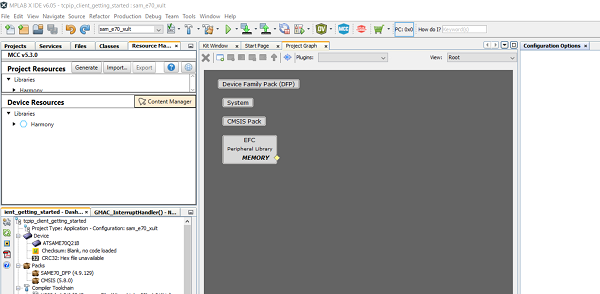 MPLAB X IDE v6.05 - tcpip_client_getting_started : sam_e70_xult
File Edit View Navigate Source Refactor Production Debug Team Tools Window Help
sam_e70_xult
PC: 0x0
How do I?
Keyword(s)
Projects Services Files Classes Resource Ma...
MCC v5.3.0
Project Resources Generate Import... Export
Libraries
Harmony
Device Resources Content Manager
Libraries
Harmony
Kit Window Start Page Project Graph
Plugins: View: Root
Device Family Pack (DFP)
System
CMSIS Pack
EFC
Peripheral Library
MEMORY
Configuration Options
ient_getting_started - Dash... GMAC_InterruptHandler() - N...
tcpip_client_getting_started
Project Type: Application - Configuration: sam_e70_xult
Device
ATSAME70Q21B
Checksum: Blank, no code loaded
CRC32: Hex file unavailable
Packs
SAME70_DFP (4.9.129)
CMSIS (5.8.0)
Compiler Toolchain